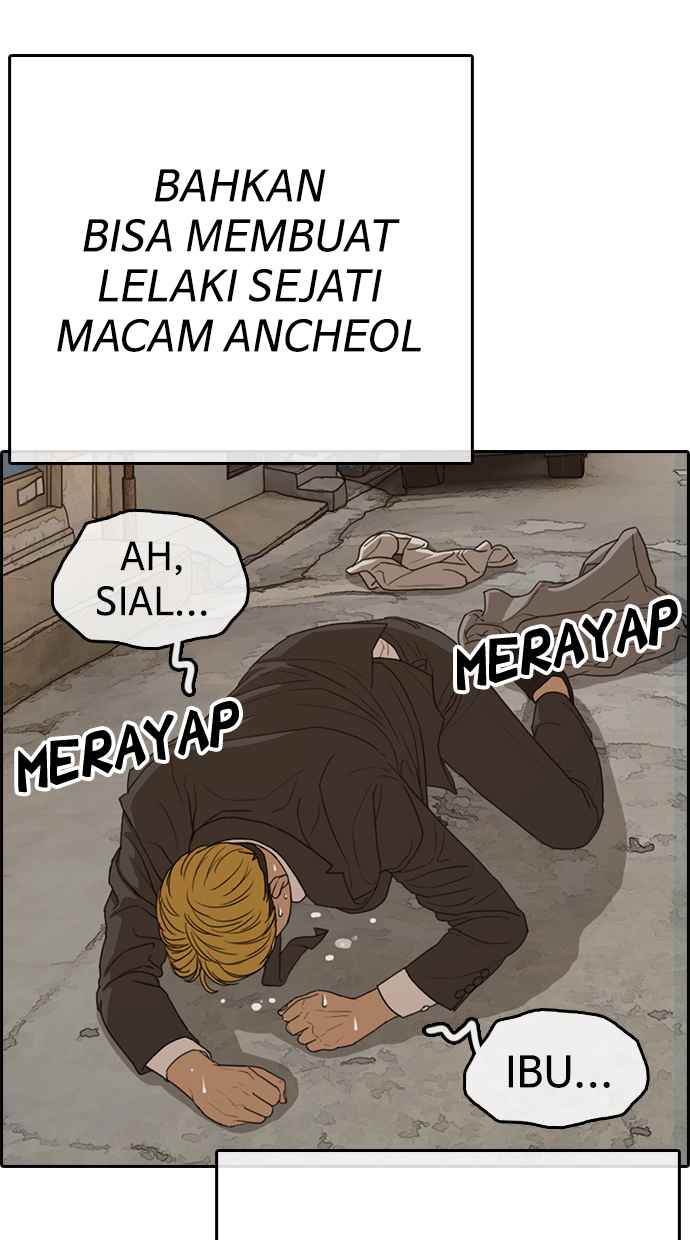 BAHKAN
BISA MEMBUAT
LELAKI SEJATI
MACAM ANCHEOL
AH,
SIAL...
MERAYAP
MERAYAP
IBU...